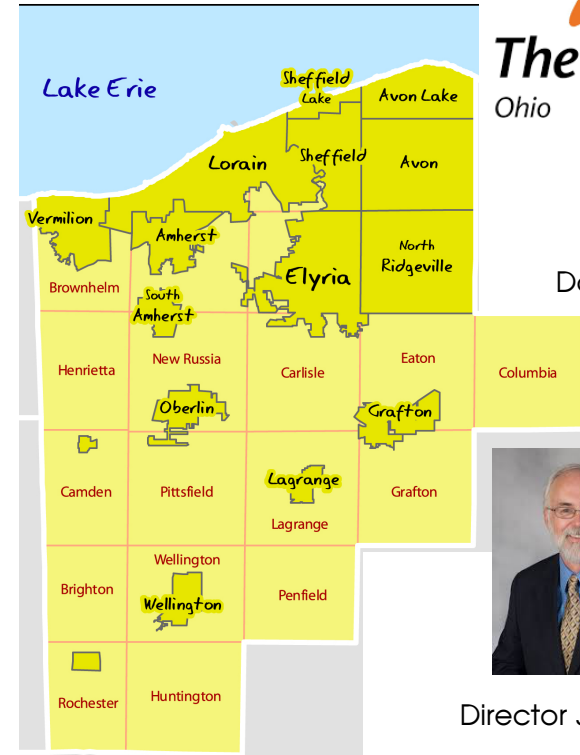 The
Ohio
Lake Erie
Sheffield
Lake
Avon Lake
Lorain
Sheffield
Avon
Vermilion
Amherst
North
Ridgeville
Elyria
Brownhelm
South
Amherst
Henrietta
New Russia
Carlisle
Eaton
Columbia
Oberlin
Grafton
Camden
Pittsfield
Lagrange
Grafton
Lagrange
Wellington
Brighton
Wellington
Penfield
Rochester
Huntington
Director